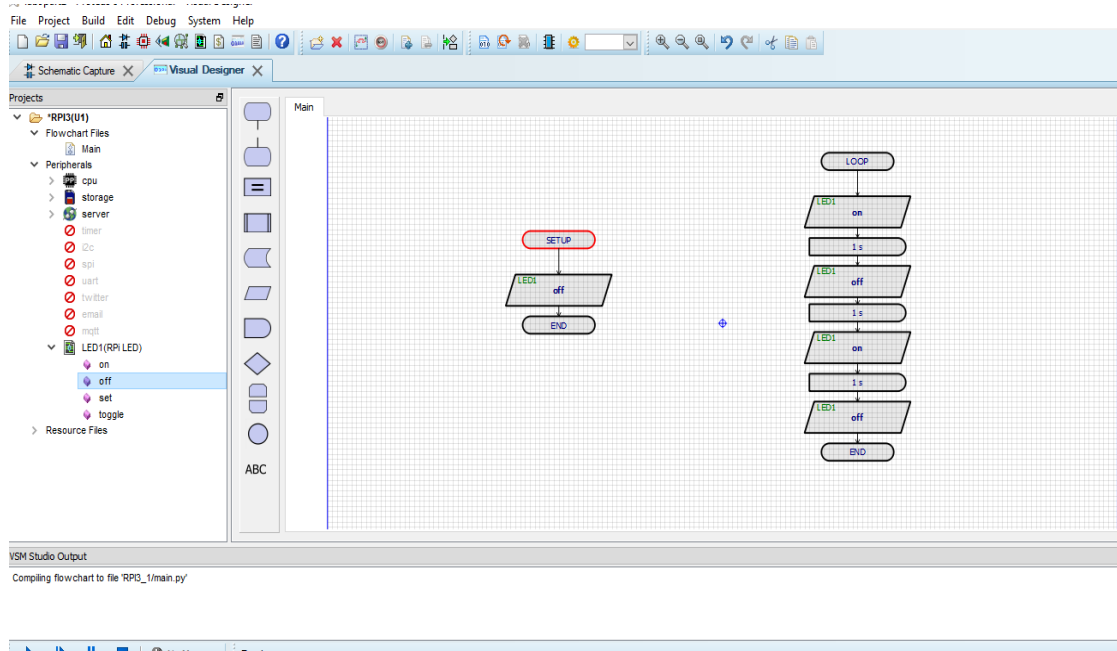 File Project Build Edit Debug System Help
Schematic Capture Visual Designer
Projects
*RPI3(U1)
Flowchart Files
Main
Peripherals
cpu
storage
server
timer
i2c
spi
uart
twitter
email
mqtt
LED1(RPi LED)
on
off
set
toggle
Resource Files
ABC
Main
SETUP
LED1
off
END
LOOP
LED1
on
1 s
LED1
off
1 s
LED1
on
1 s
LED1
off
END
VSM Studio Output
Compiling flowchart to file 'RPI3_1/main.py'